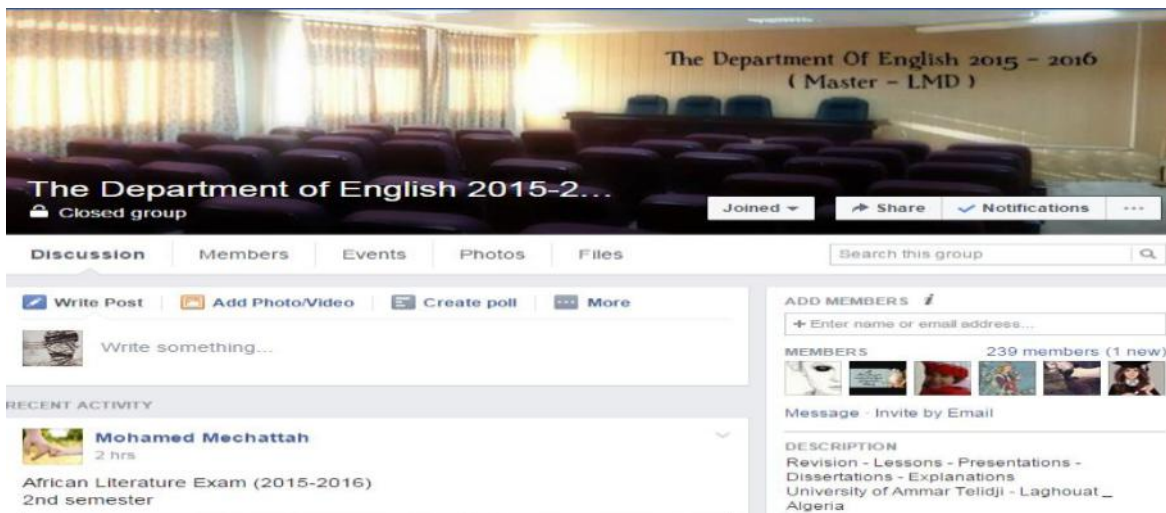 The Department Of English 2015 - 2016
( Master - LMD )
The Department of English 2015-2...
Closed group
Joined
Share
Notifications
...
Discussion
Members
Events
Photos
Files
Search this group
Write Post
Add Photo/Video
Create poll
More
Write something...
RECENT ACTIVITY
Mohamed Mechattah
2 hrs
African Literature Exam (2015-2016)
2nd semester
ADD MEMBERS i
+ Enter name or email address...
MEMBERS
239 members (1 new)
Message · Invite by Email
DESCRIPTION
Revision - Lessons - Presentations -
Dissertations - Explanations
University of Ammar Telidji - Laghouat _
Algeria